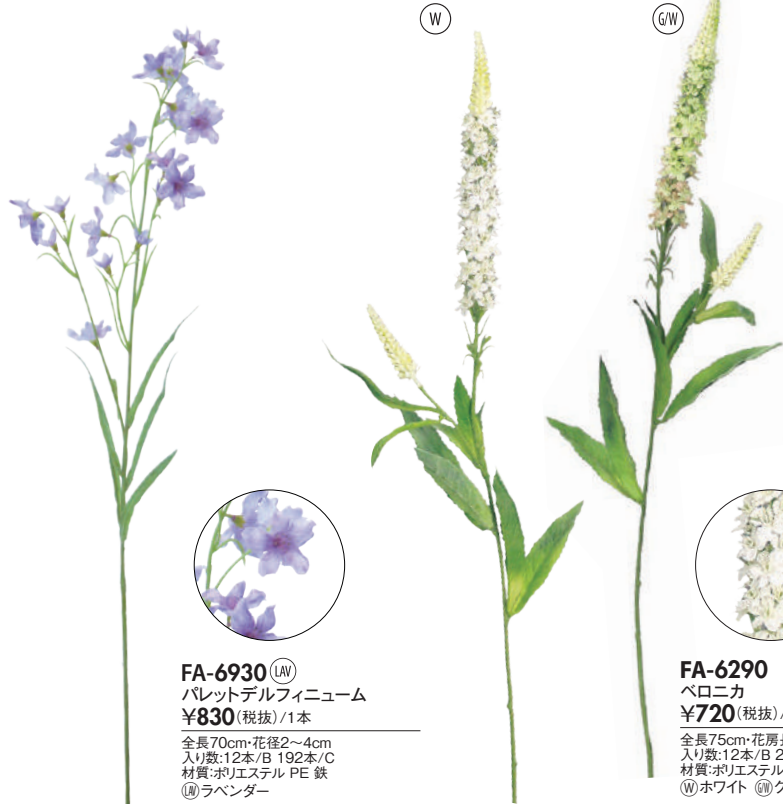 W
G/W
FA-6930 LAV
パレットデルフィニューム
¥830(税抜)/1本
全長70cm・花径2〜4cm
入り数:12本/B 192本/C
材質:ポリエステル PE 鉄
LAV ラベンダー
FA-6290
ベロニカ
¥720(税抜)/
全長75cm・花房
入り数:12本/B 2
材質:ポリエステル
W ホワイト G/W